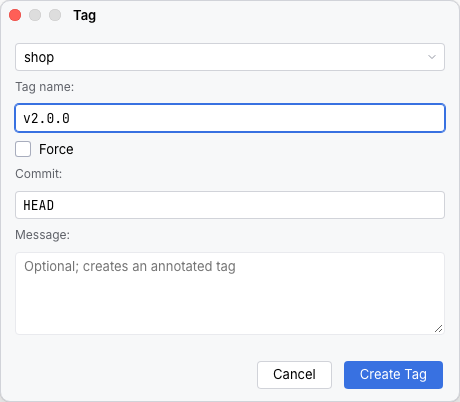 Tag
shop
Tag name:
v2.0.0
Force
Commit:
HEAD
Message:
Optional; creates an annotated tag
Cancel
Create Tag